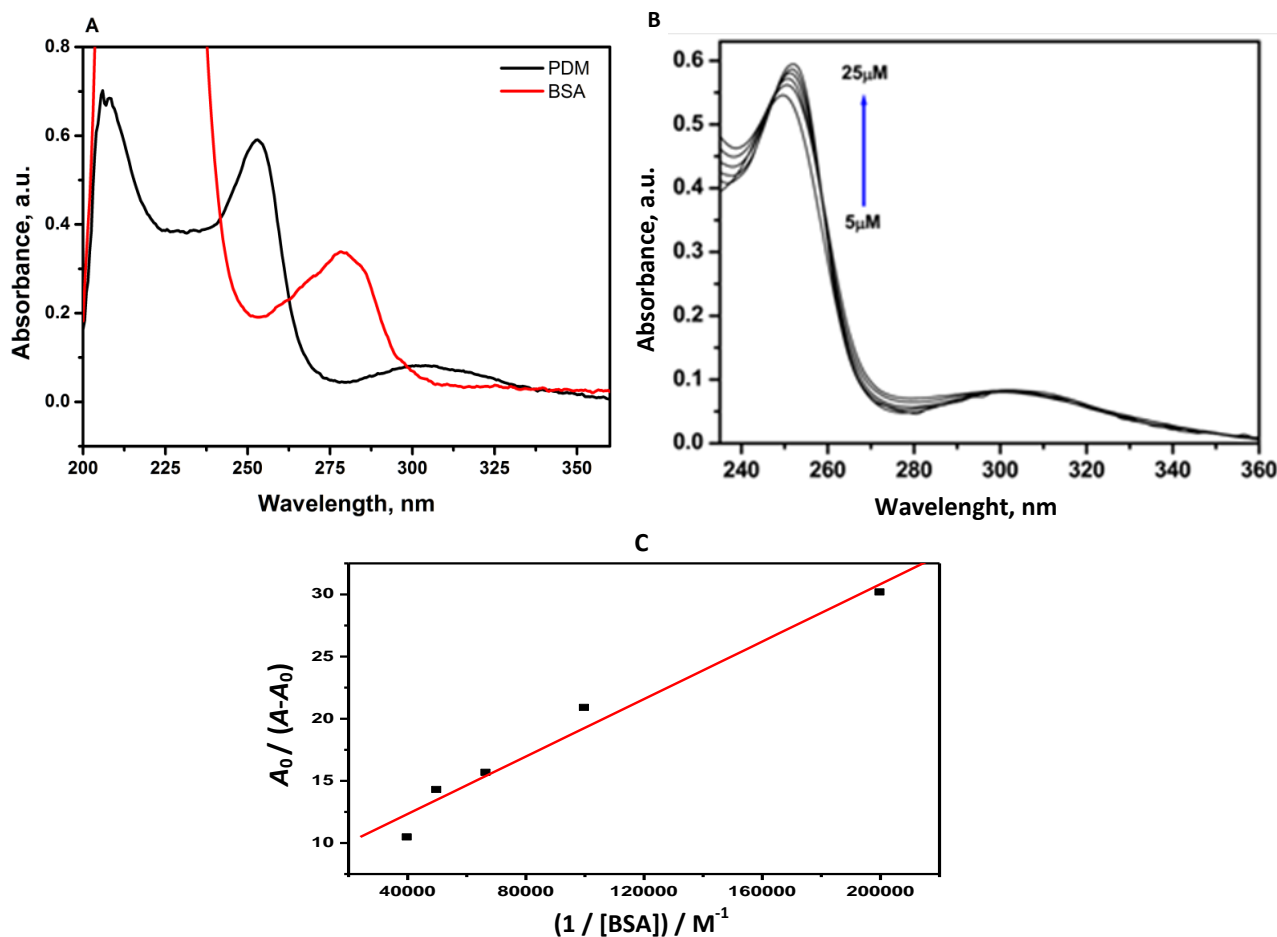 A
PDM
BSA
0.8
0.6
0.4
0.2
0.0
Absorbance, a.u.
200 225 250 275 300 325 350
Wavelength, nm
B
25μM
5μM
0.6
0.5
0.4
0.3
0.2
0.1
0.0
Absorbance, a.u.
240 260 280 300 320 340 360
Wavelenght, nm
C
30
25
20
15
10
A₀ / (A-A₀)
40000 80000 120000 160000 200000
(1 / [BSA]) / M⁻¹